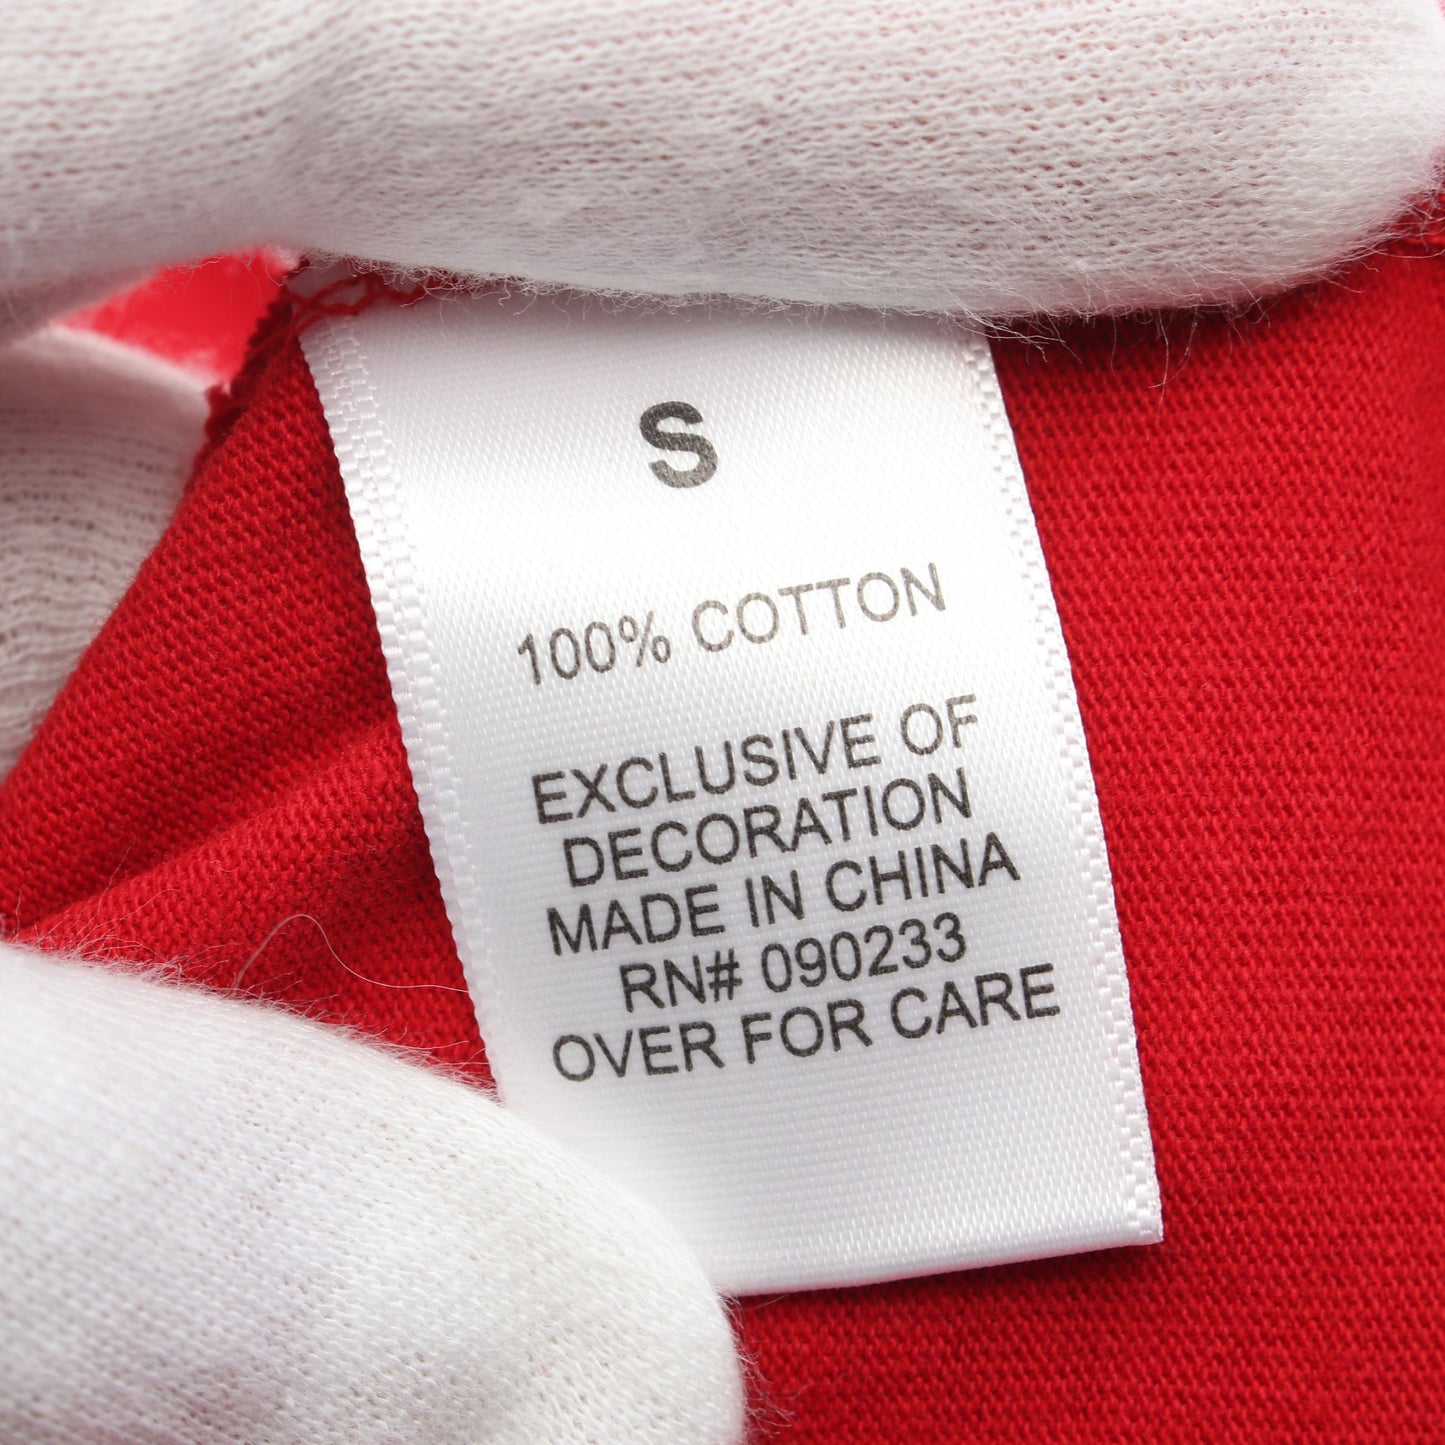 S
100% COTTON
EXCLUSIVE OF
DECORATION
MADE IN CHINA
RN# 090233
OVER FOR CARE